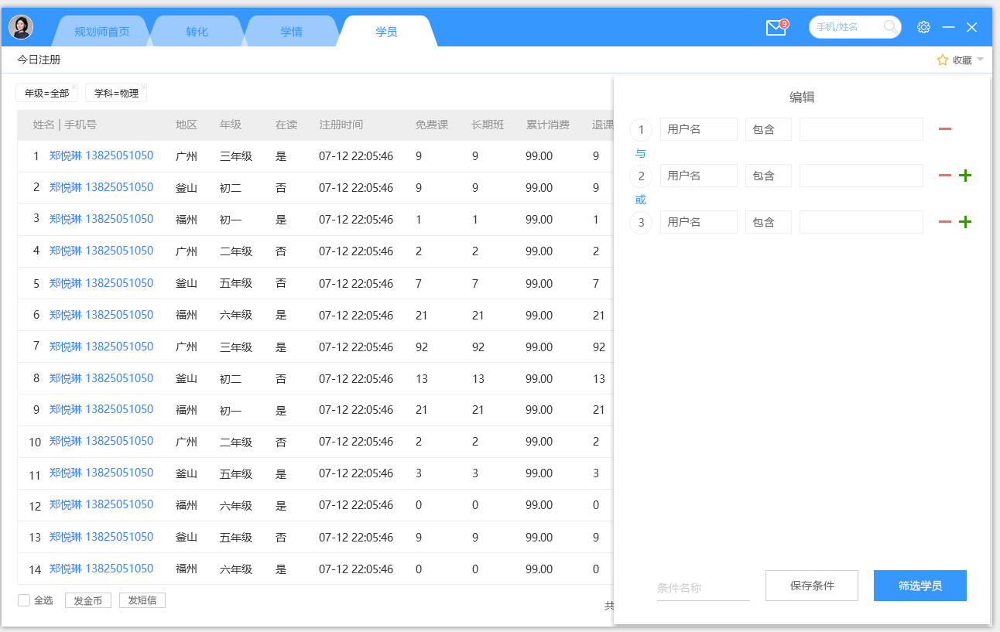 规划师首页 转化 学情 学员 9 手机/姓名
今日注册 收藏
年级=全部 学科=物理
姓名 | 手机号 地区 年级 在读 注册时间 免费课 长期班 累计消费 退课
1 郑悦琳 13825051050 广州 三年级 是 07-12 22:05:46 9 9 99.00 9
2 郑悦琳 13825051050 釜山 初二 否 07-12 22:05:46 9 9 99.00 9
3 郑悦琳 13825051050 福州 初一 是 07-12 22:05:46 1 1 99.00 1
4 郑悦琳 13825051050 广州 二年级 否 07-12 22:05:46 2 2 99.00 2
5 郑悦琳 13825051050 釜山 五年级 否 07-12 22:05:46 7 7 99.00 7
6 郑悦琳 13825051050 福州 六年级 是 07-12 22:05:46 21 21 99.00 21
7 郑悦琳 13825051050 广州 三年级 是 07-12 22:05:46 92 92 99.00 92
8 郑悦琳 13825051050 釜山 初二 否 07-12 22:05:46 13 13 99.00 13
9 郑悦琳 13825051050 福州 初一 是 07-12 22:05:46 21 21 99.00 21
10 郑悦琳 13825051050 广州 二年级 否 07-12 22:05:46 2 2 99.00 2
11 郑悦琳 13825051050 釜山 五年级 是 07-12 22:05:46 3 3 99.00 3
12 郑悦琳 13825051050 福州 六年级 是 07-12 22:05:46 0 0 99.00 0
13 郑悦琳 13825051050 釜山 五年级 否 07-12 22:05:46 9 9 99.00 9
14 郑悦琳 13825051050 福州 六年级 是 07-12 22:05:46 0 0 99.00 0
全选 发金币 发短信
共
编辑
1 用户名 包含
与
2 用户名 包含
或
3 用户名 包含
条件名称 保存条件 筛选学员